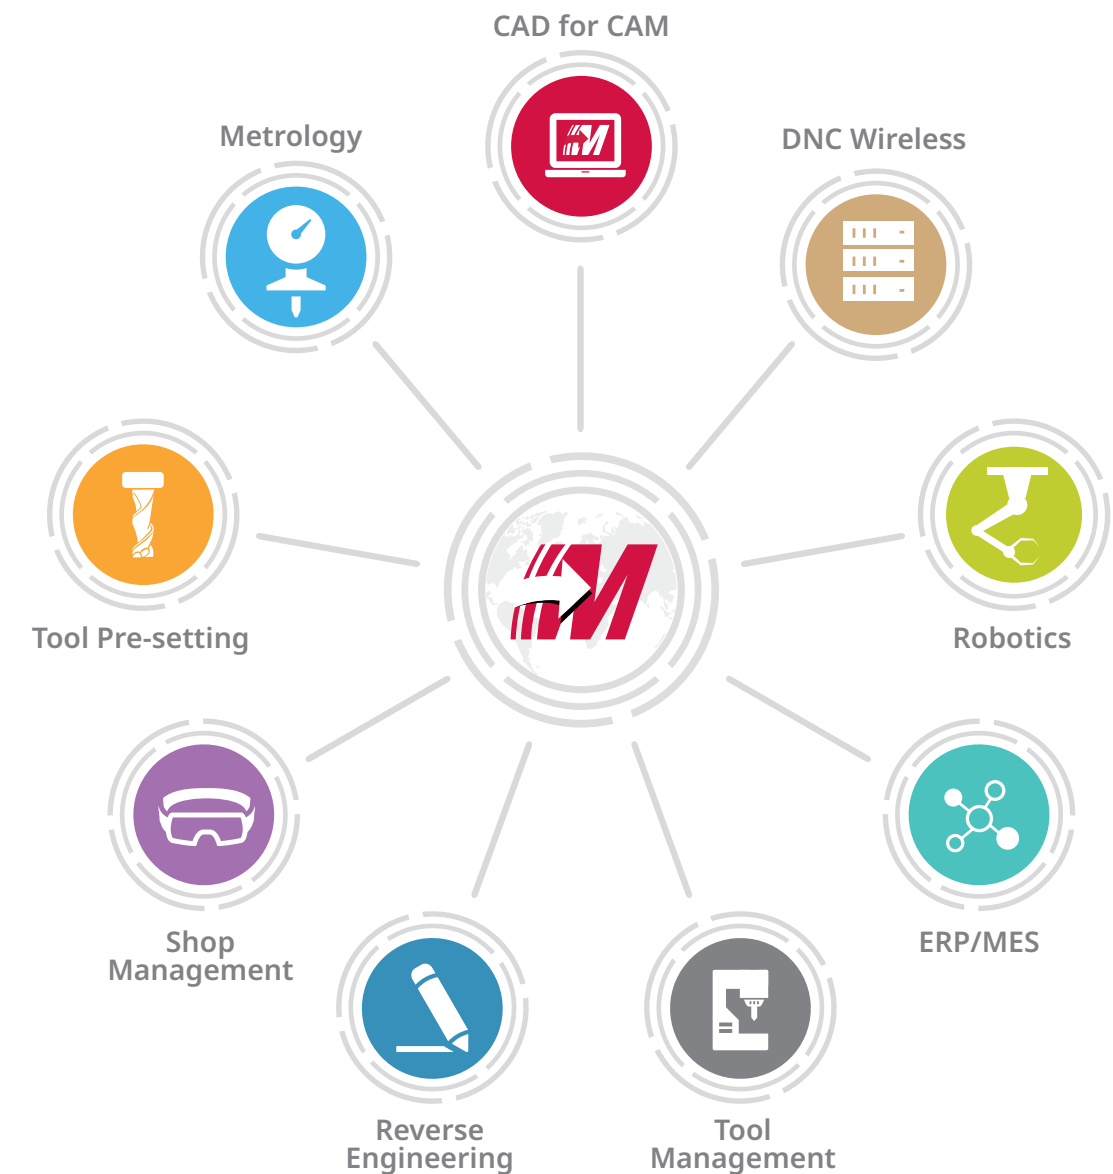 CAD for CAM
Metrology
DNC Wireless
Tool Pre-setting
Robotics
Shop
Management
ERP/MES
Reverse
Engineering
Tool
Management